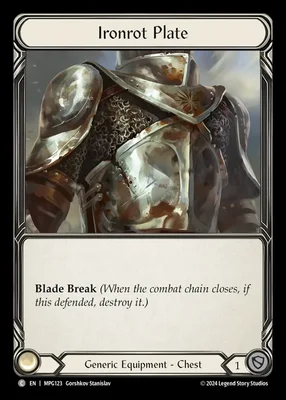 Ironrot Plate
Blade Break (When the combat chain closes, if
this defended, destroy it.)
Generic Equipment - Chest
1
C EN | MPG123 Gorshkov Stanislav
© 2024 Legend Story Studios